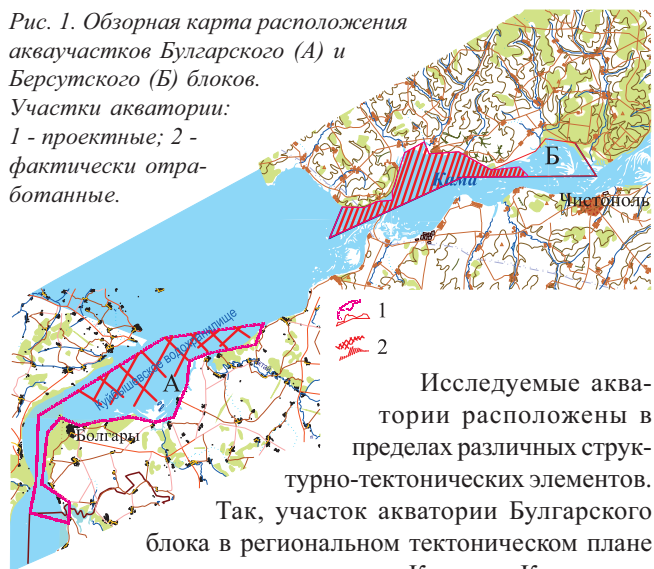 Рис. 1. Обзорная карта расположения
акваучастков Булгарского (А) и
Берсутского (Б) блоков.
Участки акватории:
1 - проектные; 2 -
фактически отра-
ботанные.
Б
Кама
Чистополь
1
2
Куйбышевское водохранилище
А
Болгары
Исследуемые аква-
тории расположены в
пределах различных струк-
турно-тектонических элементов.
Так, участок акватории Булгарского
блока в региональном тектоническом плане